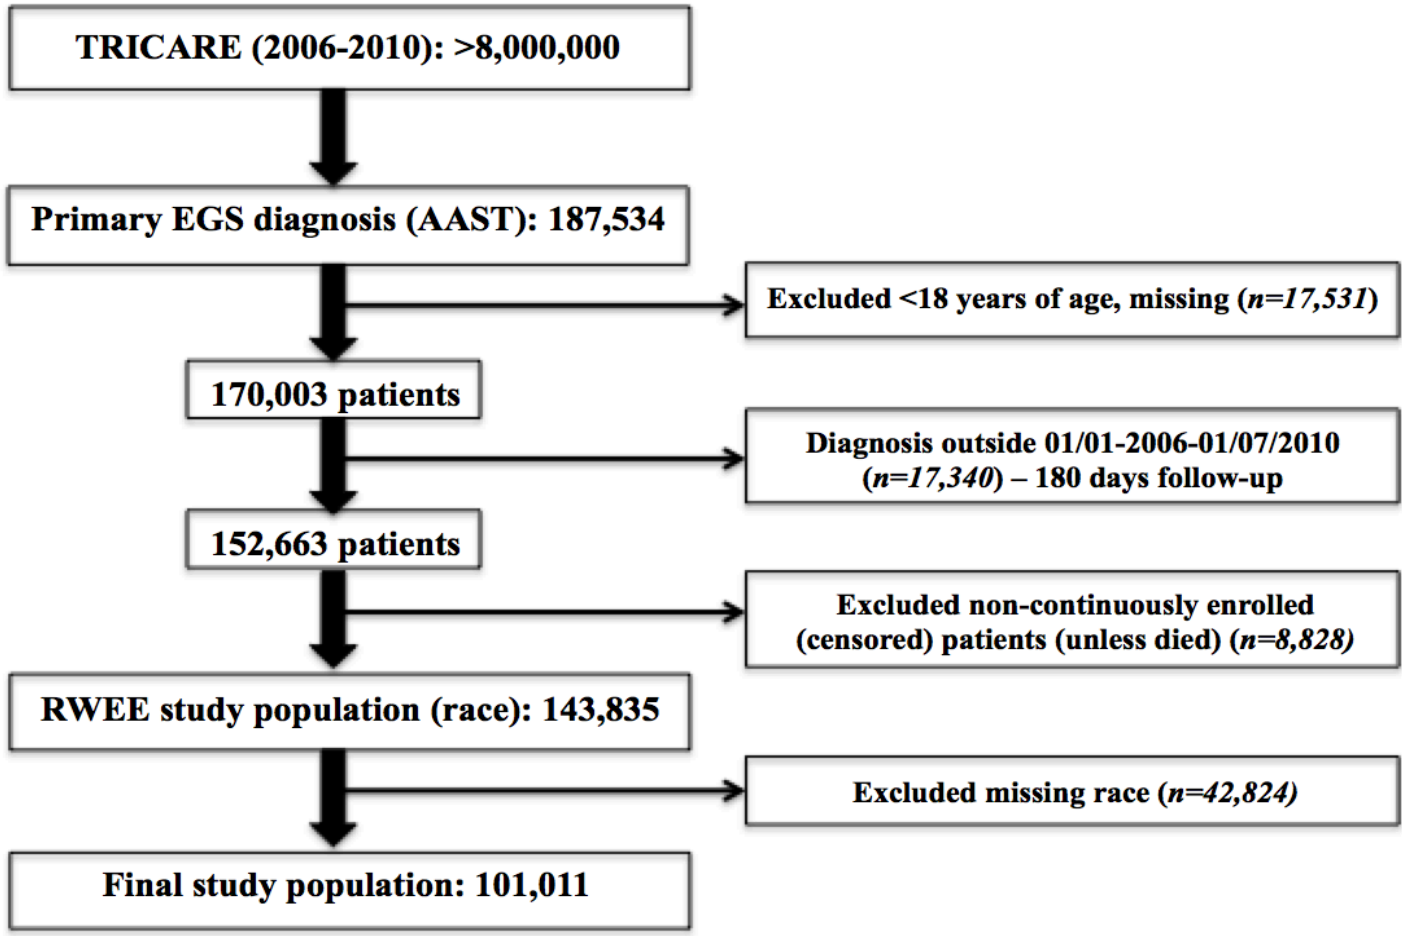 TRICARE (2006-2010): >8,000,000
Primary EGS diagnosis (AAST): 187,534
Excluded <18 years of age, missing (n=17,531)
170,003 patients
Diagnosis outside 01/01-2006-01/07/2010
(n=17,340) – 180 days follow-up
152,663 patients
Excluded non-continuously enrolled
(censored) patients (unless died) (n=8,828)
RWEE study population (race): 143,835
Excluded missing race (n=42,824)
Final study population: 101,011